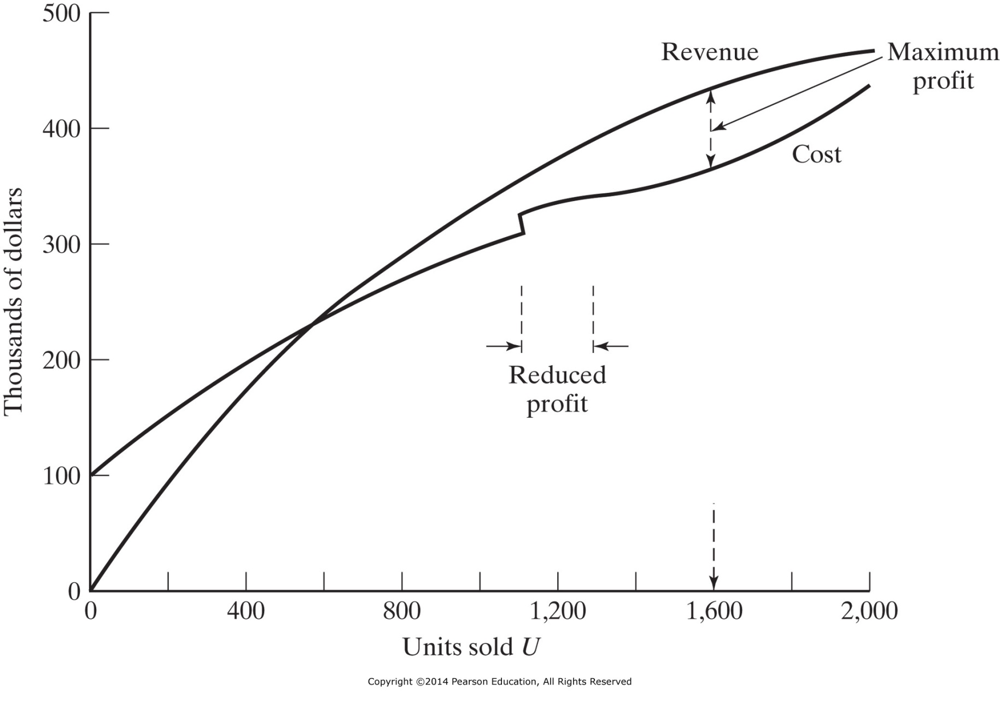 500
Revenue
Maximum
profit
400
Cost
Thousands of dollars
300
200
Reduced
profit
100
0
0 400 800 1,200 1,600 2,000
Units sold U
Copyright ©2014 Pearson Education, All Rights Reserved